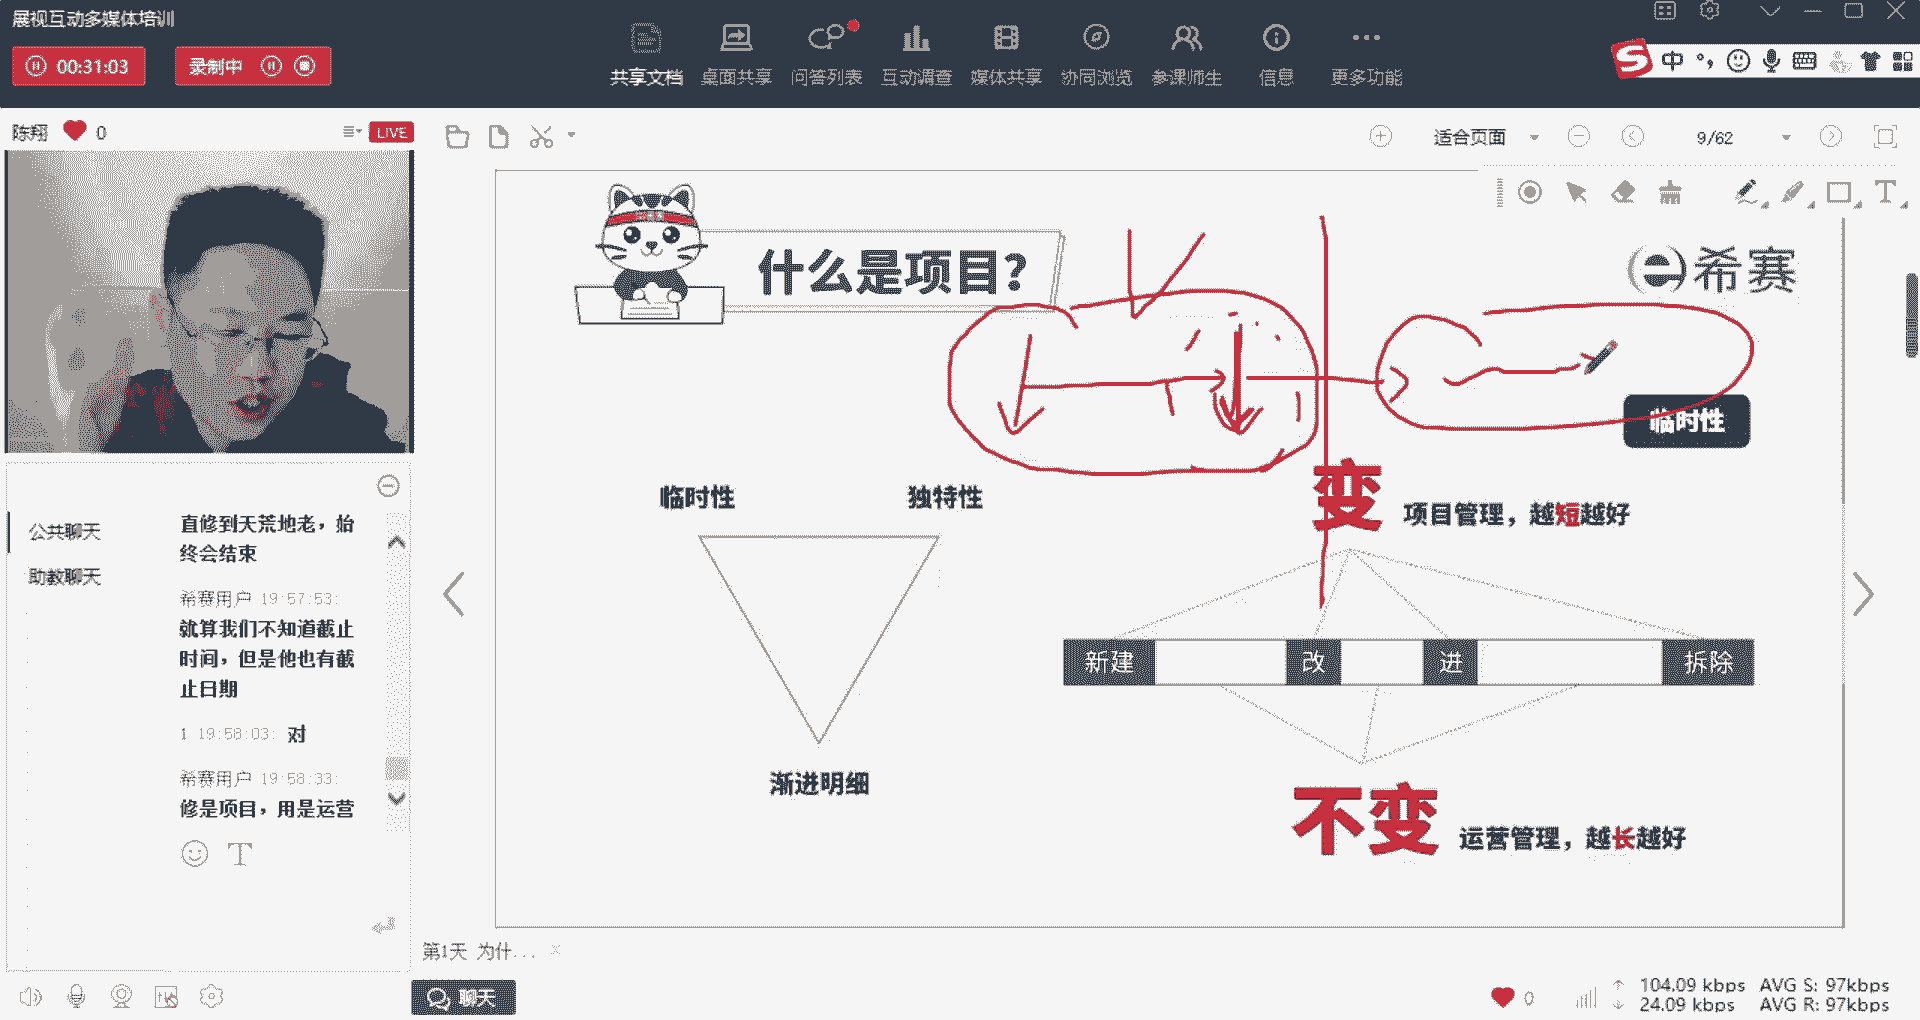 展视互动多媒体培训
00:31:03
录制中
共享文档
桌面共享
问答列表
互动调查
媒体共享
协同浏览
参课师生
信息
更多功能
中
陈翔
0
LIVE
适合页面
9/62
什么是项目?
希赛
临时性
临时性
独特性
渐进明细
变
项目管理，越短越好
新建
改
进
拆除
不变
运营管理，越长越好
公共聊天
助教聊天
直修到天荒地老，始
终会结束
希赛用户 19:57:53:
就算我们不知道截止
时间，但是他也有截
止日期
1 19:58:03: 对
希赛用户 19:58:33:
修是项目，用是运营
第1天 为什...
聊天
0
104.09 kbps AVG S: 97kbps
24.09 kbps AVG R: 97kbps